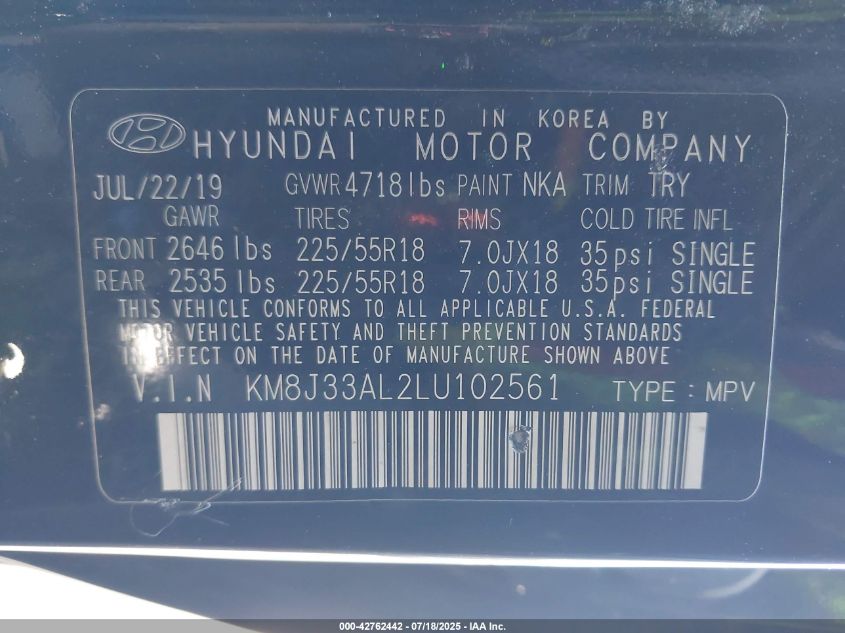 MANUFACTURED IN KOREA BY
HYUNDAI MOTOR COMPANY
JUL/22/19 GVWR 4718lbs PAINT NKA TRIM TRY
GAWR TIRES RIMS COLD TIRE INFL
FRONT 2646 lbs 225/55R18 7.0JX18 35psi SINGLE
REAR 2535 lbs 225/55R18 7.0JX18 35psi SINGLE
THIS VEHICLE CONFORMS TO ALL APPLICABLE U.S.A. FEDERAL
MOTOR VEHICLE SAFETY AND THEFT PREVENTION STANDARDS
IN EFFECT ON THE DATE OF MANUFACTURE SHOWN ABOVE
V.I.N KM8J33AL2LU102561 TYPE : MPV
000-42762442 - 07/18/2025 - IAA Inc.